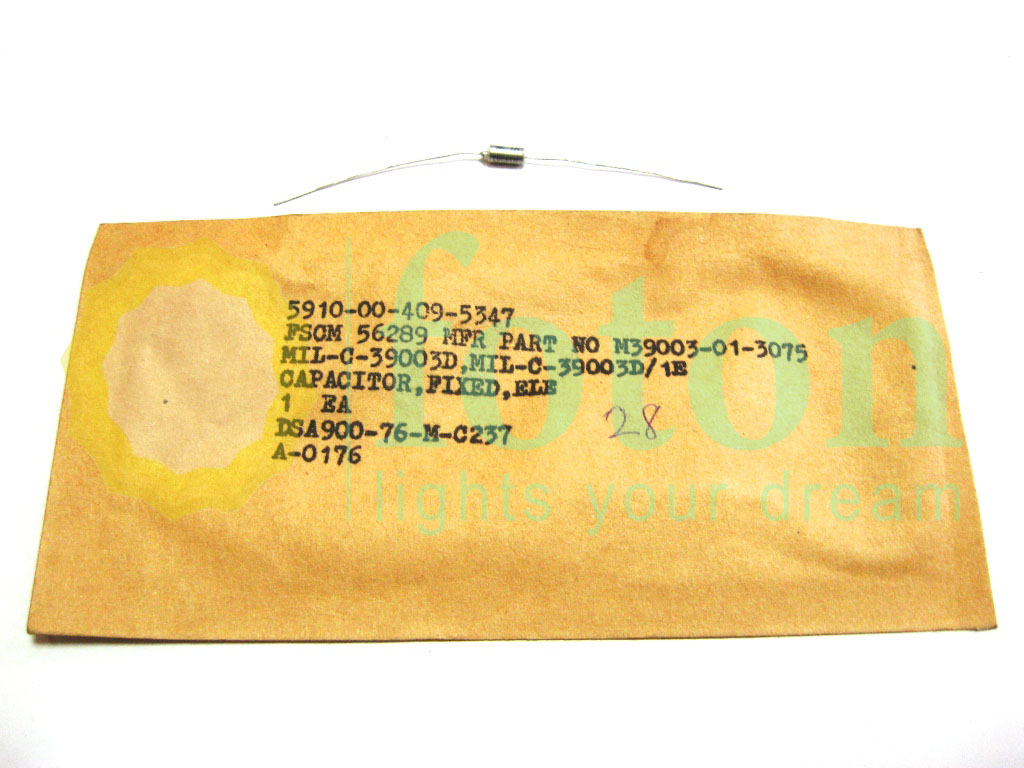 5910-00-409-5347
FSCM 56289 MFR PART NO M39003-01-3075
MIL-C-39003D,MIL-C-39003D/1E
CAPACITOR,FIXED,ELE
1 EA
DSA900-76-M-C237
A-0176
28
foton
lights your dream